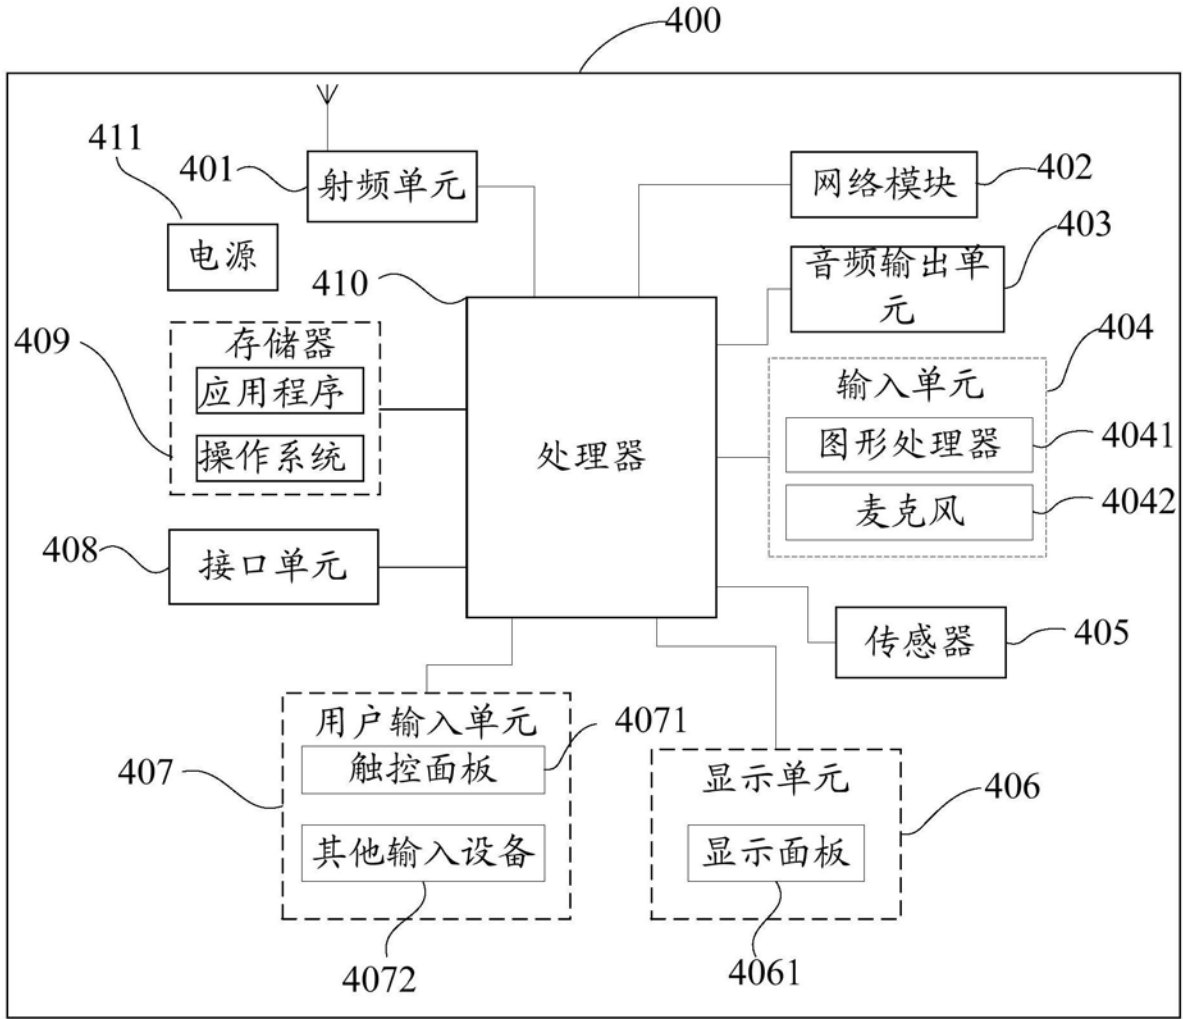 400
411
401
射频单元
网络模块
402
电源
410
音频输出单
元
403
409
存储器
应用程序
操作系统
处理器
404
输入单元
图形处理器
4041
麦克风
4042
408
接口单元
传感器
405
用户输入单元
4071
触控面板
407
其他输入设备
4072
显示单元
406
显示面板
4061